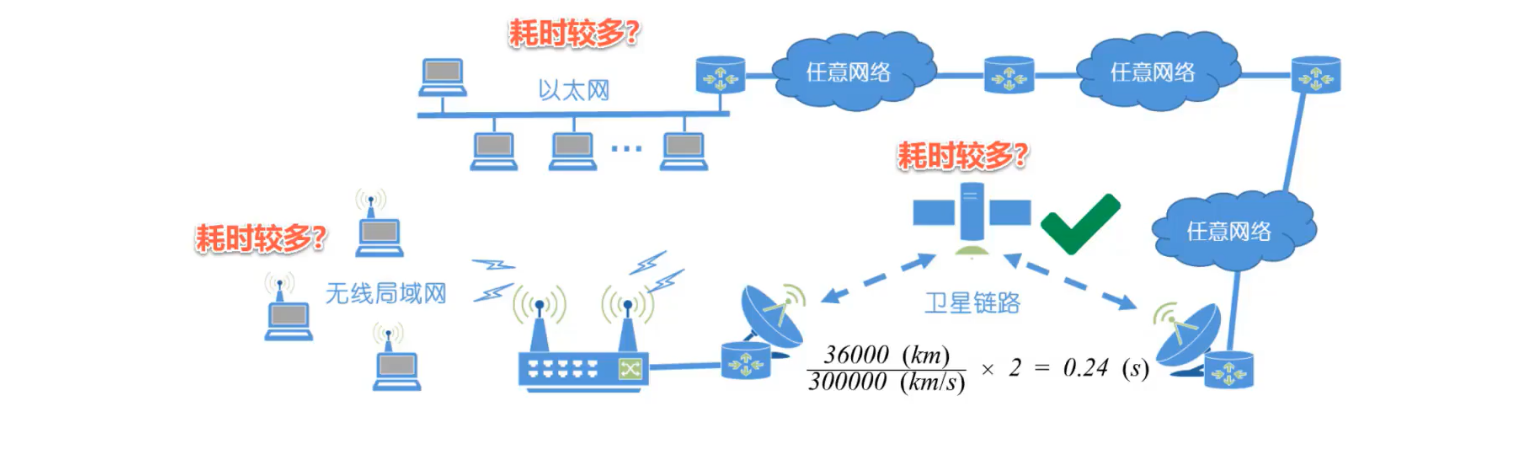 耗时较多?
以太网
任意网络
任意网络
耗时较多?
耗时较多?
任意网络
无线局域网
卫星链路
36000 (km)
300000 (km/s) × 2 = 0.24 (s)